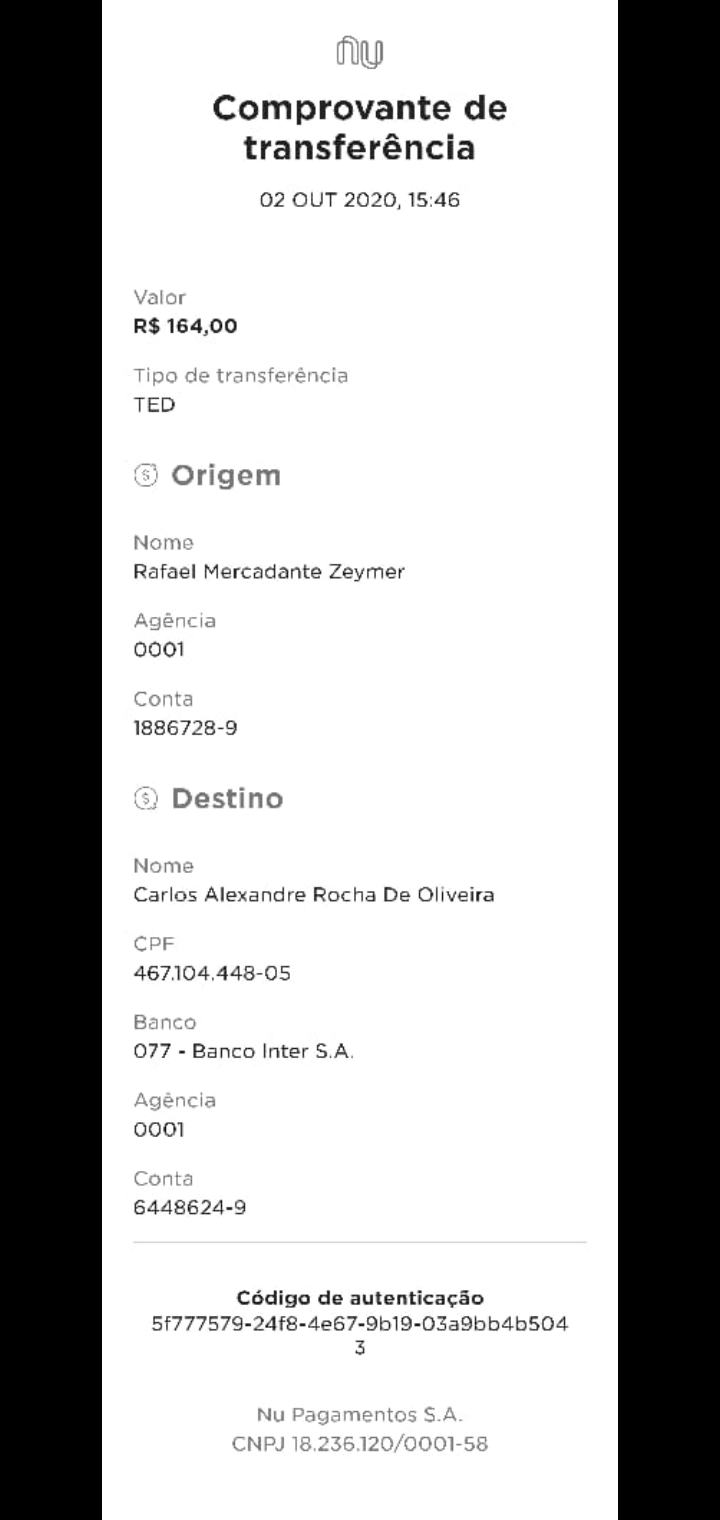 nu
Comprovante de
transferência
02 OUT 2020, 15:46
Valor
R$ 164,00
Tipo de transferência
TED
Origem
Nome
Rafael Mercadante Zeymer
Agência
0001
Conta
1886728-9
Destino
Nome
Carlos Alexandre Rocha De Oliveira
CPF
467.104.448-05
Banco
077 - Banco Inter S.A.
Agência
0001
Conta
6448624-9
Código de autenticação
5f777579-24f8-4e67-9b19-03a9bb4b504
3
Nu Pagamentos S.A.
CNPJ 18.236.120/0001-58